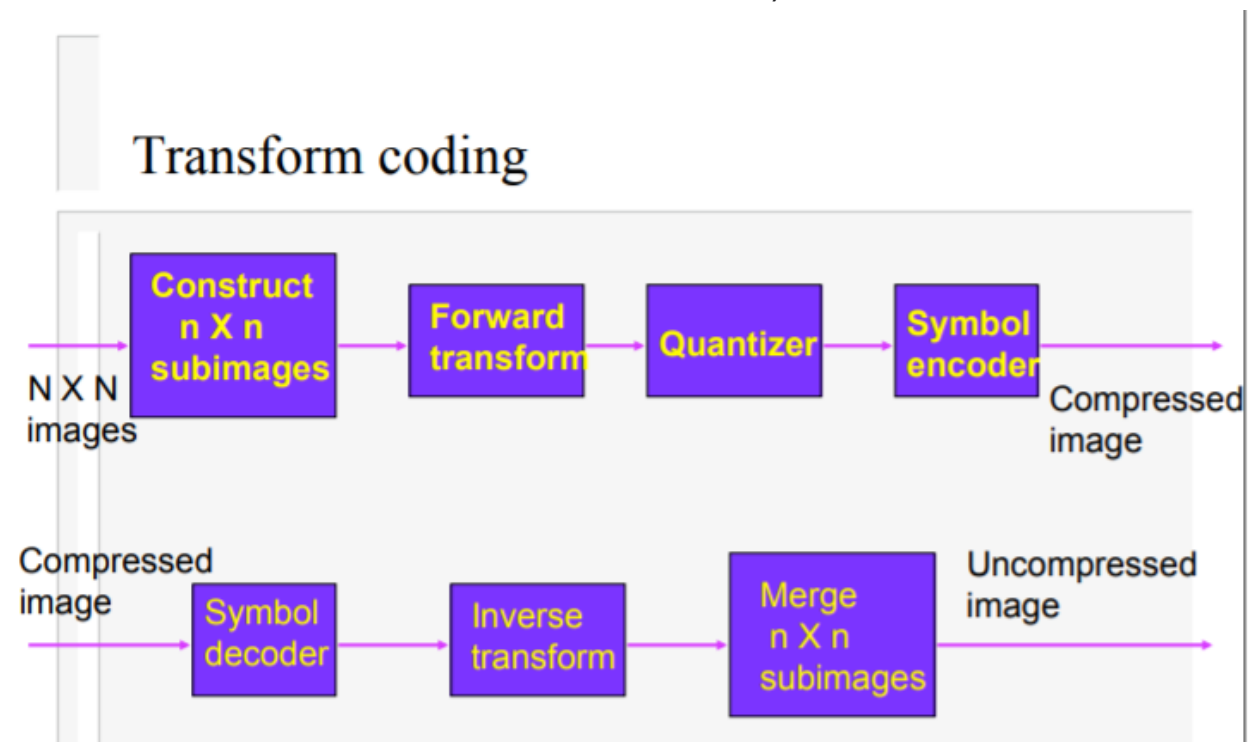 Transform coding
Construct
n X n
subimages
Forward
transform
Quantizer
Symbol
encoder
N X N
images
Compressed
image
Compressed
image
Symbol
decoder
Inverse
transform
Merge
n X n
subimages
Uncompressed
image